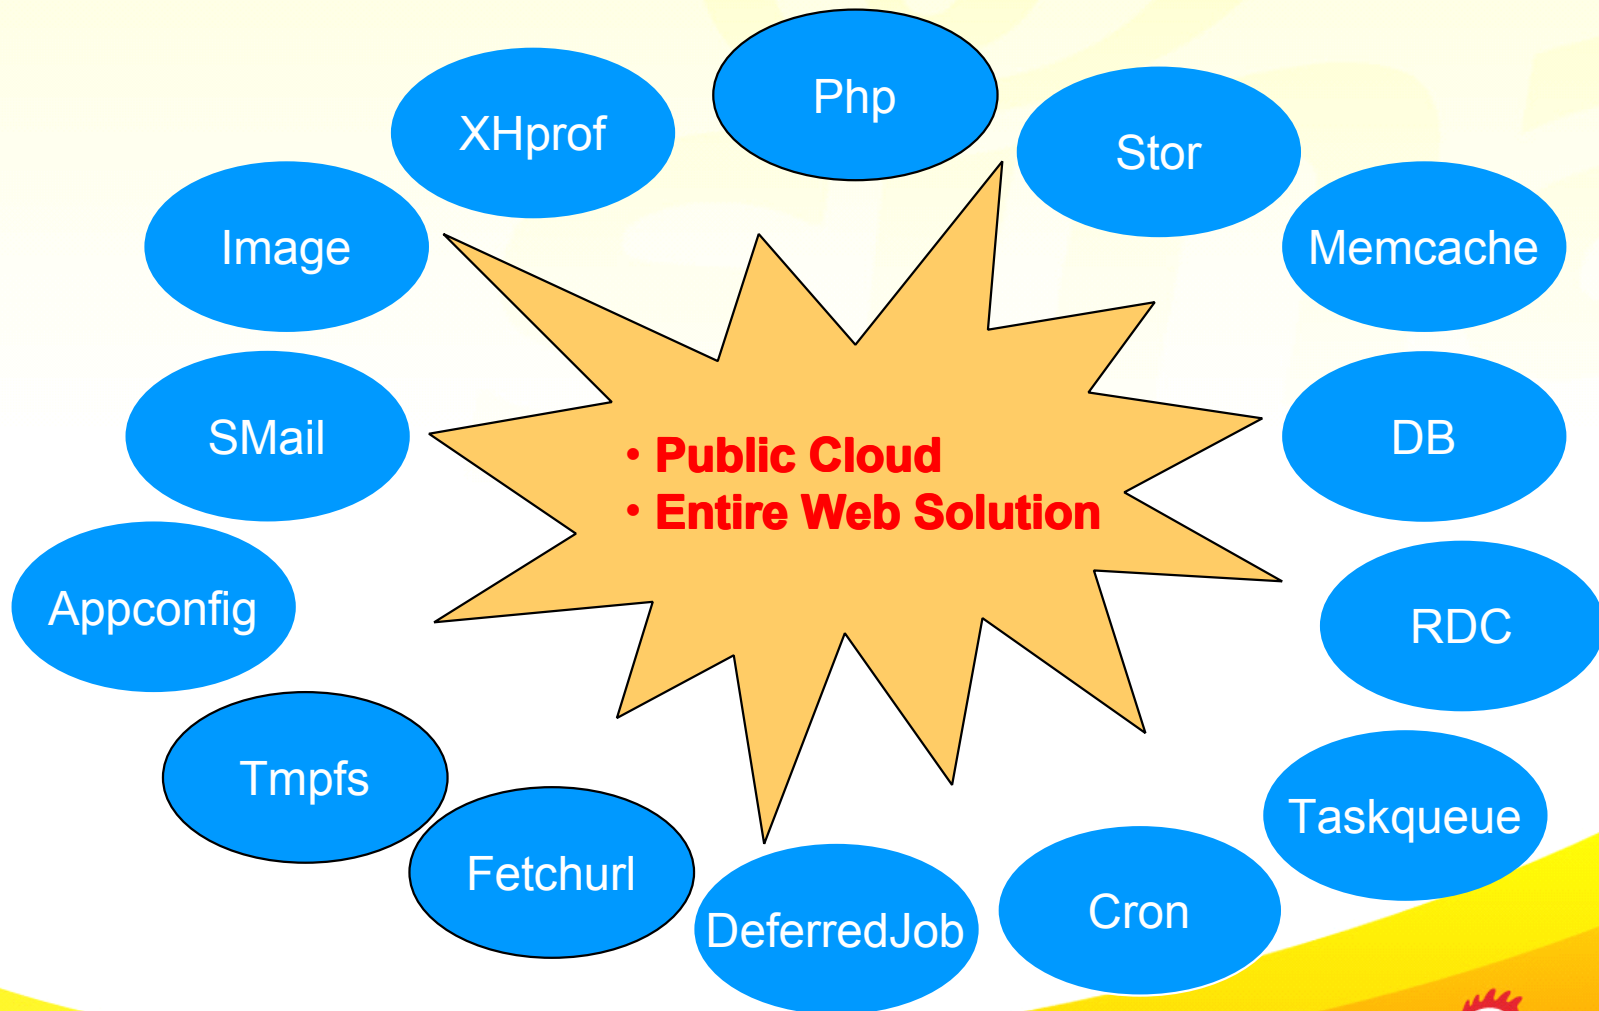 Php
XHprof
Stor
Image
Memcache
SMail
DB
• Public Cloud
• Entire Web Solution
Appconfig
RDC
Tmpfs
Taskqueue
Fetchurl
Cron
DeferredJob